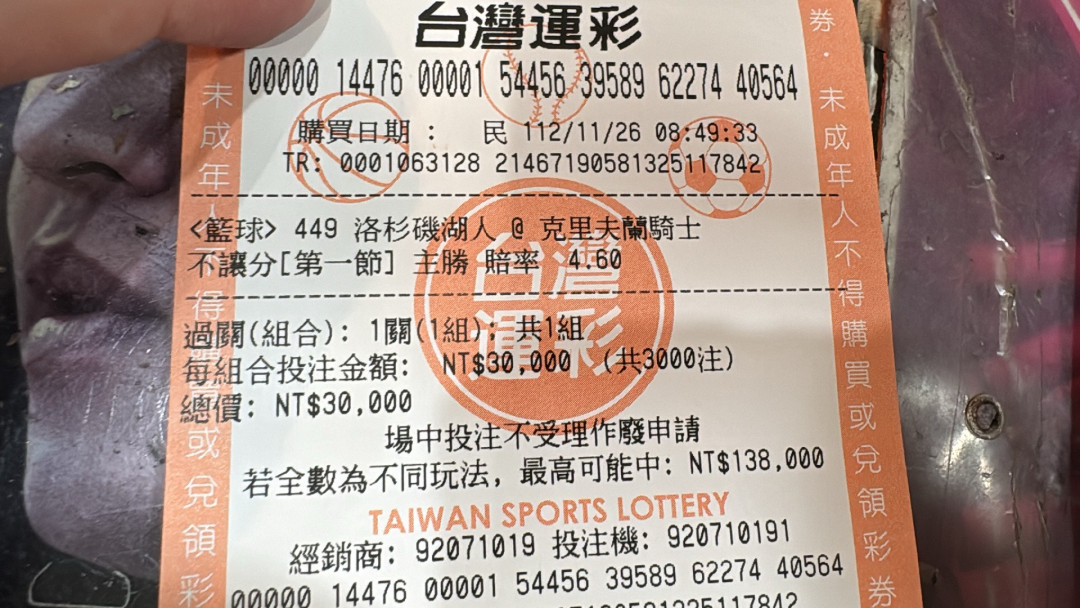 台灣運彩
00000 14476 00001 54456 39589 62274 40564
購買日期 : 民 112/11/26 08:49:33
TR: 0001063128 21467190581325117842
<籃球> 449 洛杉磯湖人 @ 克里夫蘭騎士
不讓分[第一節] 主勝 賠率 4.60
台灣運彩
過關(組合): 1關(1組); 共1組
每組合投注金額: NT$30,000 (共3000注)
總價: NT$30,000
場中投注不受理作廢申請
若全數為不同玩法, 最高可能中: NT$138,000
TAIWAN SPORTS LOTTERY
經銷商: 92071019 投注機: 920710191
00000 14476 00001 54456 39589 62274 40564
未成年人不得購買或兌領彩
券・未成年人不得購買或兌領彩券